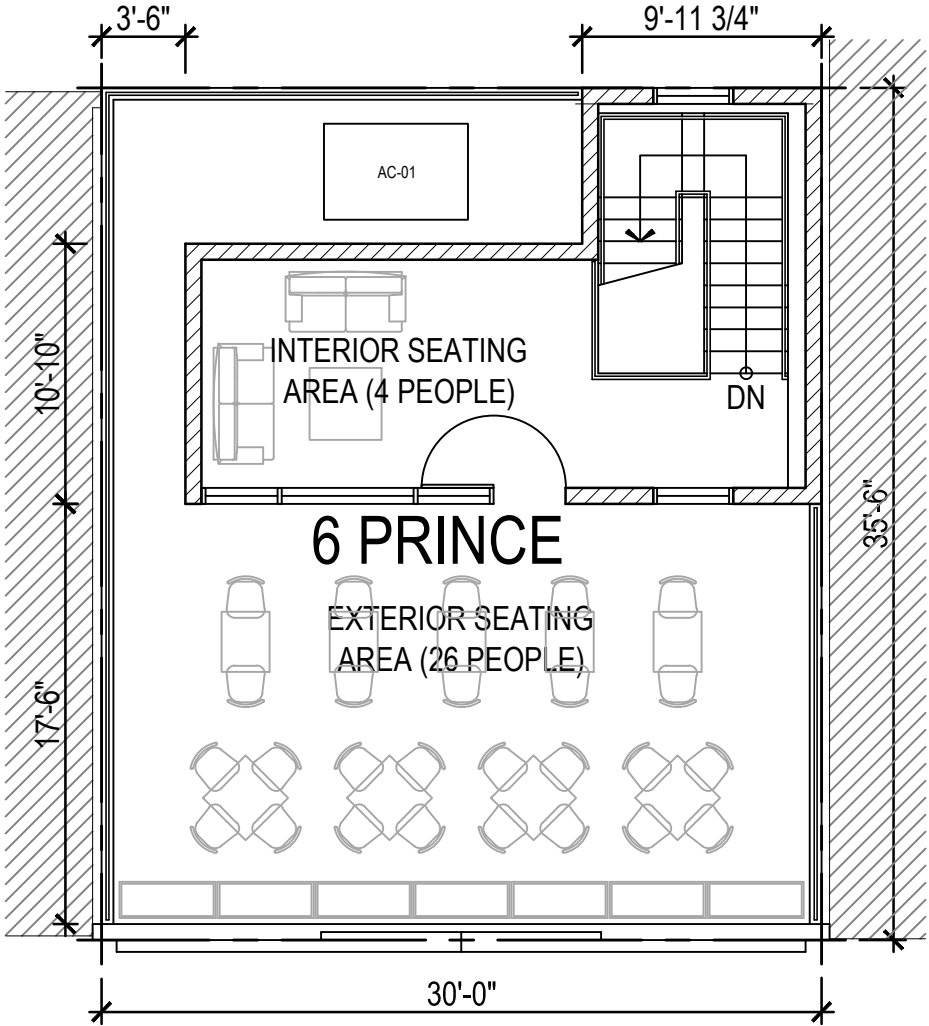 3'-6"
9'-11 3/4"
AC-01
10'-10"
INTERIOR SEATING
AREA (4 PEOPLE)
DN
35'-6"
6 PRINCE
EXTERIOR SEATING
AREA (26 PEOPLE)
17'-6"
30'-0"